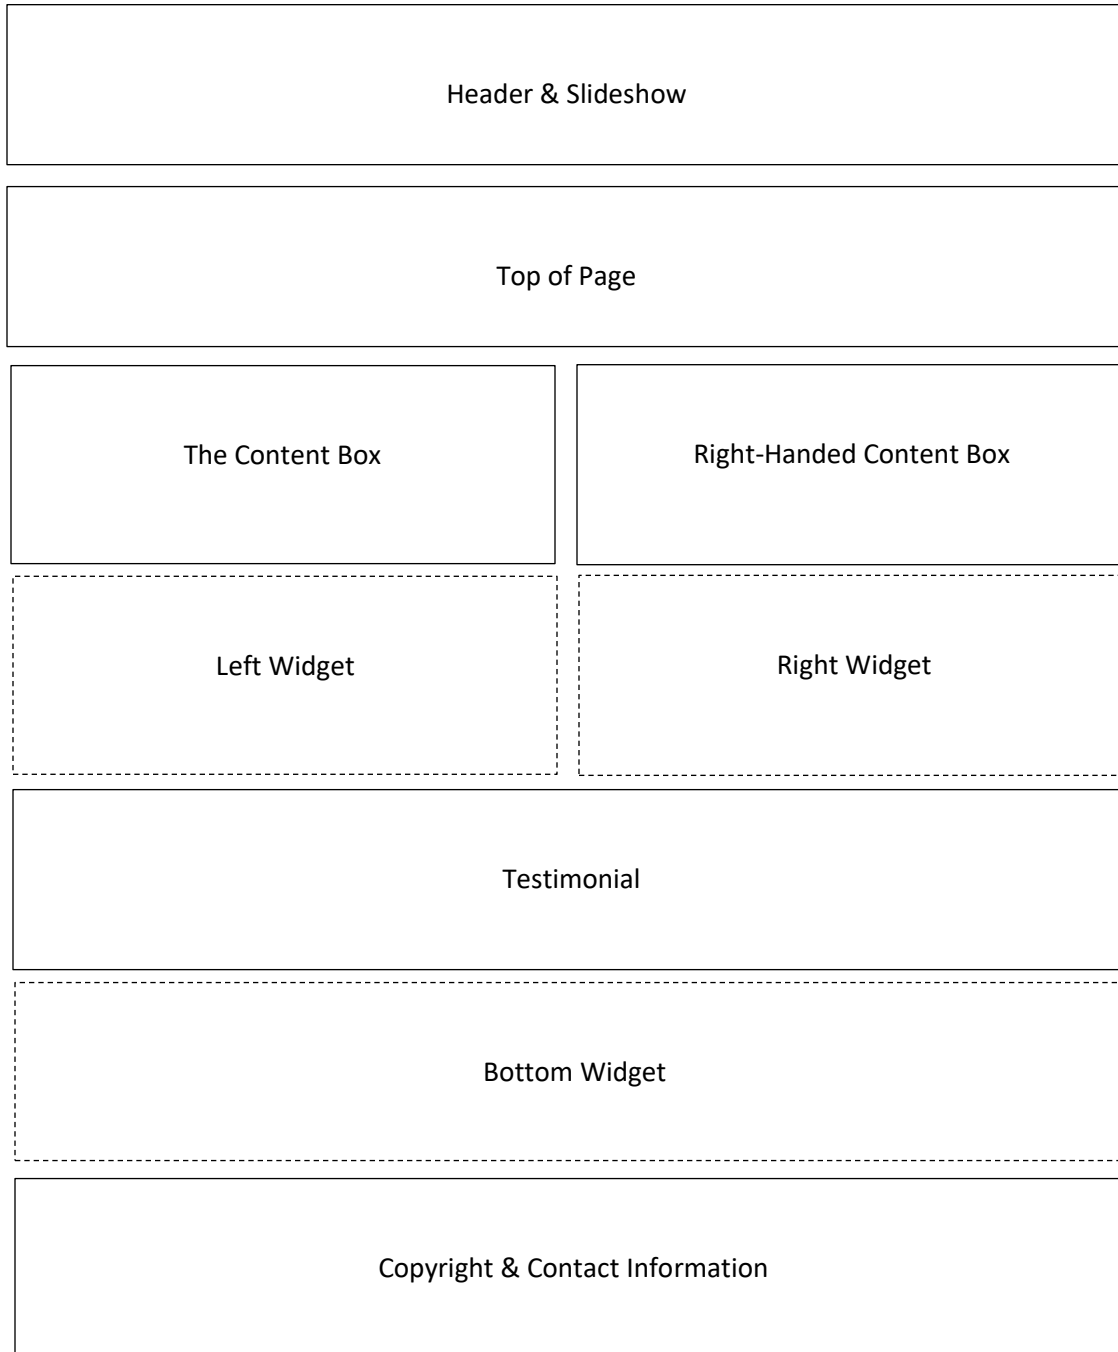 Header & Slideshow
Top of Page
The Content Box
Right-Handed Content Box
Left Widget
Right Widget
Testimonial
Bottom Widget
Copyright & Contact Information